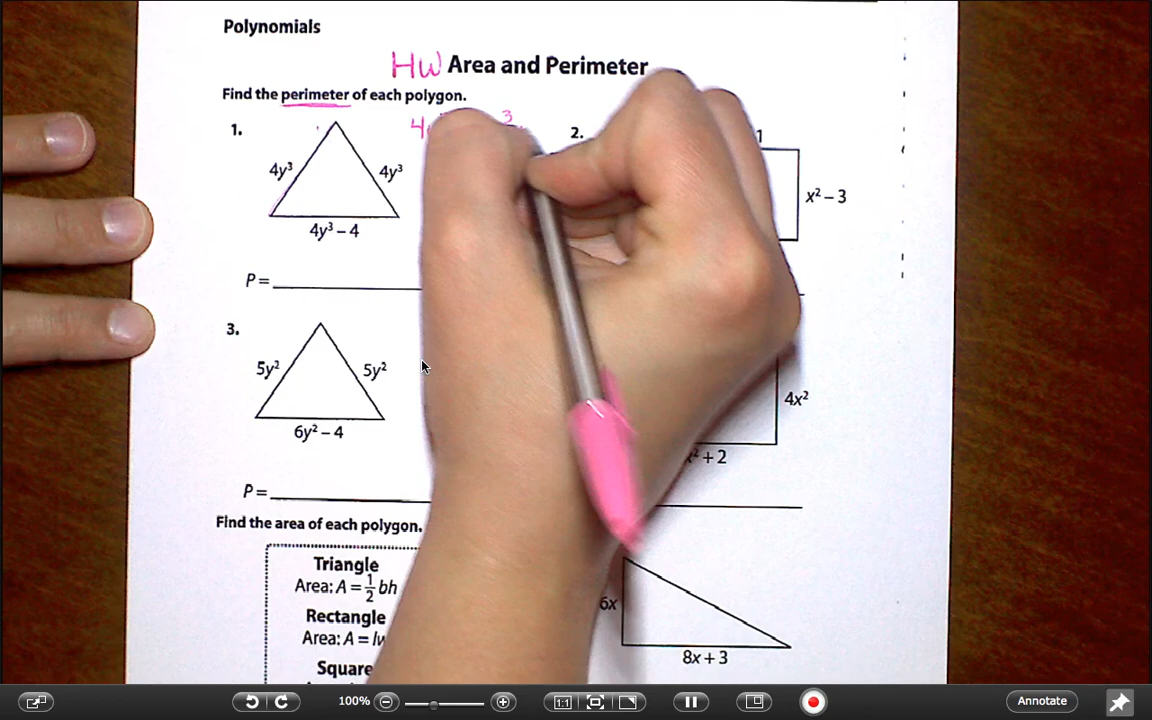 Polynomials
HW Area and Perimeter
Find the perimeter of each polygon.
1.
4y³
4y³
4y³ – 4
P =
2.
x² – 3
3.
5y²
5y²
6y² – 4
P =
4x²
+ 2
Find the area of each polygon.
Triangle
Area: A = 1/2 bh
Rectangle
Area: A =
Square
6x
8x + 3
100%
1:1
Annotate